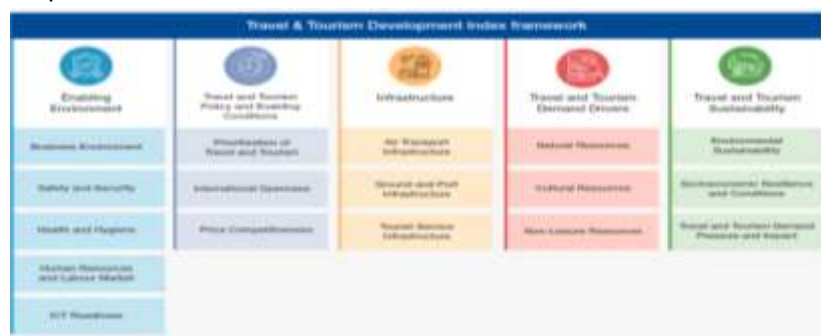 Travel & Tourism Development Index framework
Enabling
Environment
Business Environment
Safety and Security
Health and Hygiene
Human Resources
and Labour Market
ICT Readiness
Travel and Tourism
Policy and Enabling
Conditions
Prioritization of
Travel and Tourism
International Openness
Price Competitiveness
Infrastructure
Air Transport
Infrastructure
Ground and Port
Infrastructure
Tourist Service
Infrastructure
Travel and Tourism
Demand Drivers
Natural Resources
Cultural Resources
Non-Leisure Resources
Travel and Tourism
Sustainability
Environmental
Sustainability
Socioeconomic Resilience
and Conditions
Travel and Tourism Demand
Pressure and Impact